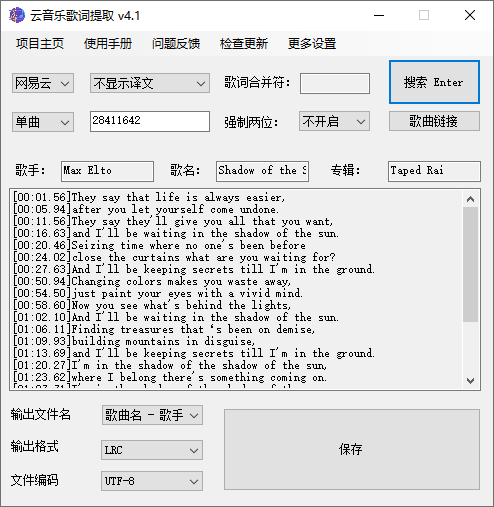 云音乐歌词提取 v4.1
项目主页 使用手册 问题反馈 检查更新 更多设置
网易云 不显示译文 歌词合并符: 搜索 Enter
单曲 28411642 强制两位: 不开启 歌曲链接
歌手: Max Elto 歌名: Shadow of the S 专辑: Taped Rai
[00:01.56]They say that life is always easier,
[00:05.94]after you let yourself come undone.
[00:11.56]They say they'll give you all that you want,
[00:16.63]and I'll be waiting in the shadow of the sun.
[00:20.46]Seizing time where no one's been before
[00:24.02]close the curtains what are you waiting for?
[00:27.63]And I'll be keeping secrets till I'm in the ground.
[00:50.94]Changing colors makes you waste away,
[00:54.50]just paint your eyes with a vivid mind.
[00:58.60]Now you see what's behind the lights,
[01:02.10]And I'll be waiting in the shadow of the sun.
[01:06.11]Finding treasures that ‘s been on demise,
[01:09.93]building mountains in disguise,
[01:13.69]and I'll be keeping secrets till I'm in the ground.
[01:20.27]I'm in the shadow of the shadow of the sun,
[01:23.62]where I belong there's something coming on.
输出文件名 歌曲名 - 歌手
输出格式 LRC
文件编码 UTF-8
保存